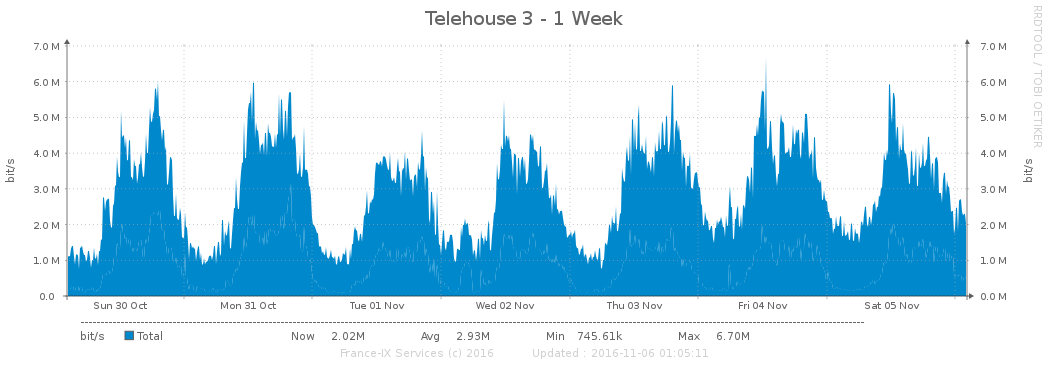 Telehouse 3 - 1 Week
RRDTOOL / TOBI OETIKER
7.0 M 7.0 M
6.0 M 6.0 M
5.0 M 5.0 M
4.0 M 4.0 M
bit/s bit/s
3.0 M 3.0 M
2.0 M 2.0 M
1.0 M 1.0 M
0.0 0.0 M
Sun 30 Oct Mon 31 Oct Tue 01 Nov Wed 02 Nov Thu 03 Nov Fri 04 Nov Sat 05 Nov
bit/s Total Now 2.02M Avg 2.93M Min 745.61k Max 6.70M
France-IX Services (c) 2016 Updated : 2016-11-06 01:05:11